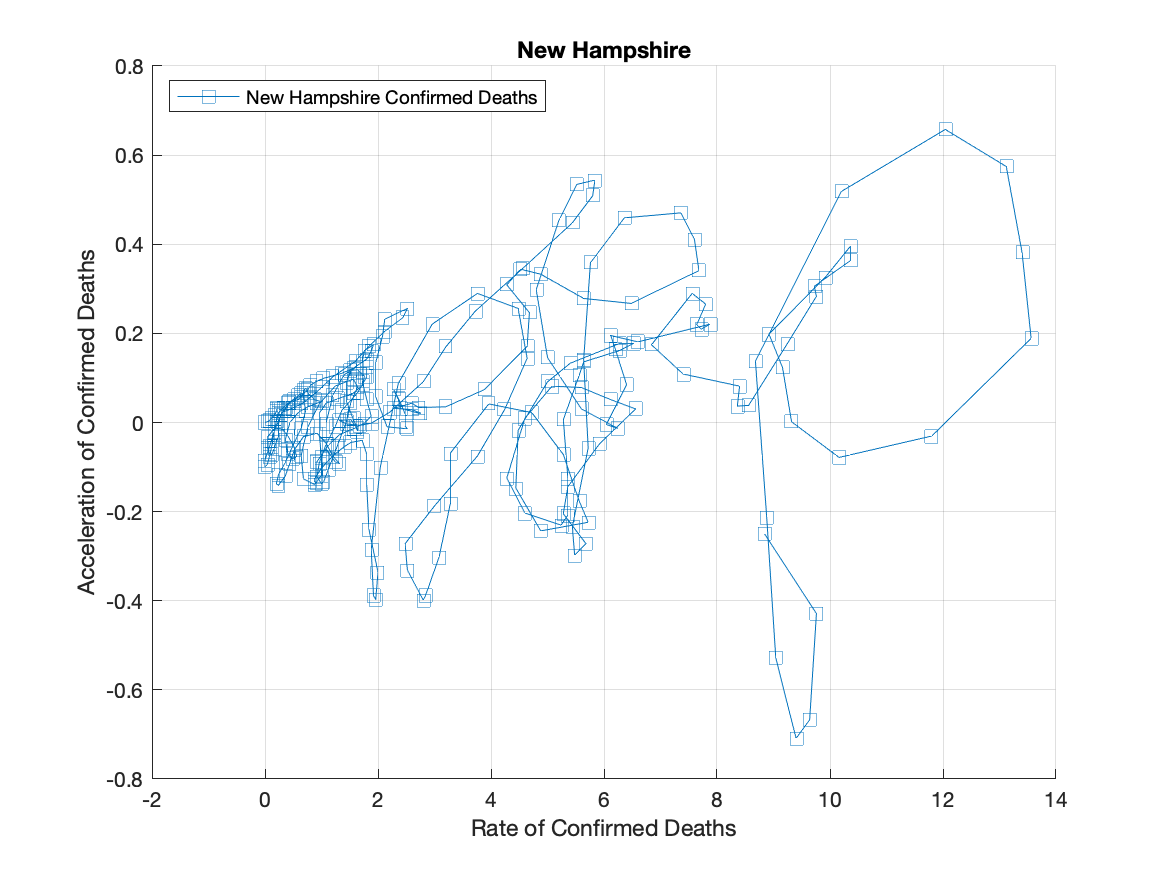 New Hampshire
New Hampshire Confirmed Deaths
0.8
0.6
0.4
0.2
0
-0.2
-0.4
-0.6
-0.8
Acceleration of Confirmed Deaths
-2 0 2 4 6 8 10 12 14
Rate of Confirmed Deaths